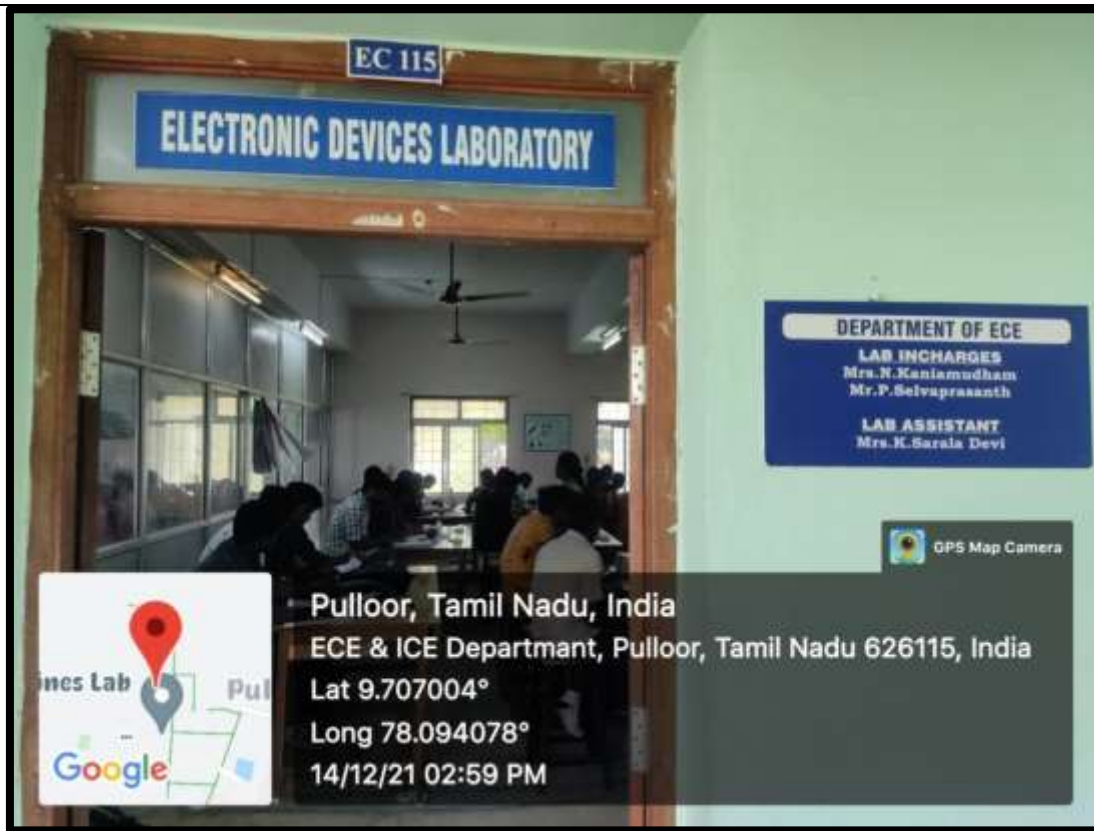 EC 115
ELECTRONIC DEVICES LABORATORY
DEPARTMENT OF ECE
LAB INCHARGES
Mrs.N.Kaniamudham
Mr.P.Selvaprasanth
LAB ASSISTANT
Mrs.K.Sarala Devi
GPS Map Camera
ines Lab
Pul
Google
Pulloor, Tamil Nadu, India
ECE & ICE Departmant, Pulloor, Tamil Nadu 626115, India
Lat 9.707004°
Long 78.094078°
14/12/21 02:59 PM